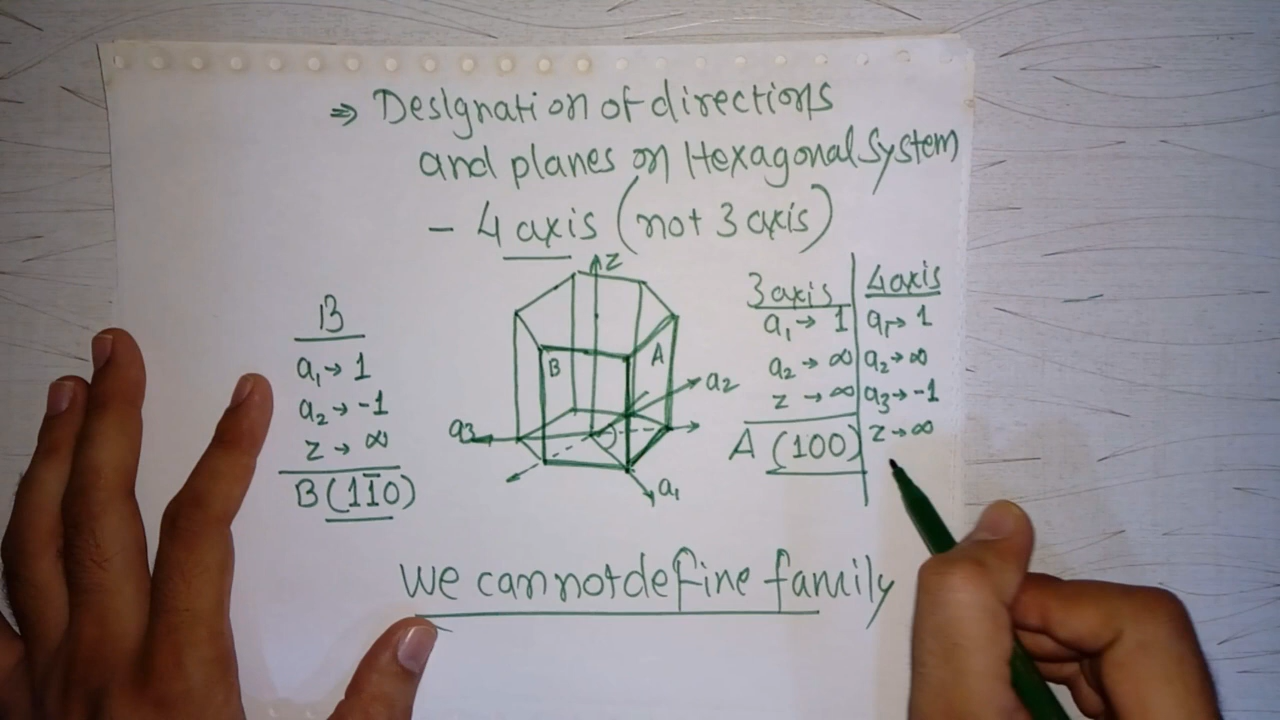 ⇒ Designation of directions
and planes on Hexagonal System
- 4 axis (not 3 axis)
B
a₁ → 1
a₂ → -1
z → ∞
B (11̅0)
z
B
A
a₂
a₃
a₁
3 axis
a₁ → 1
a₂ → ∞
z → ∞
A (100)
4 axis
a₁ → 1
a₂ → ∞
a₃ → -1
z → ∞
We cannot define family